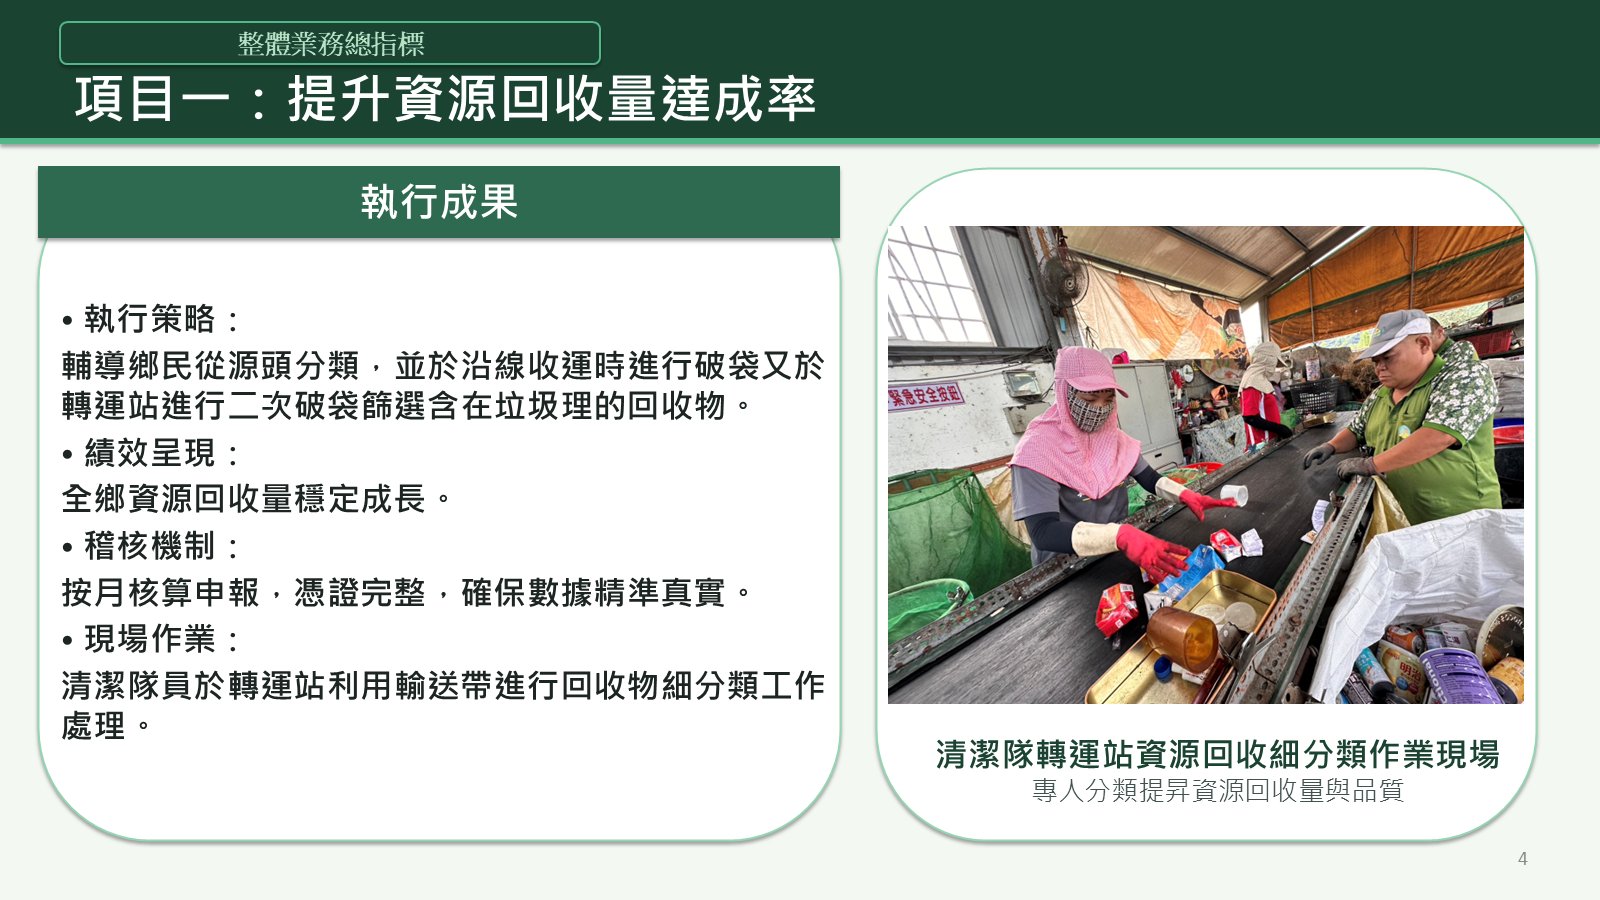 整體業務總指標
項目一：提升資源回收量達成率
執行成果
• 執行策略：
輔導鄉民從源頭分類，並於沿線收運時進行破袋又於
轉運站進行二次破袋篩選含在垃圾理的回收物。
• 績效呈現：
全鄉資源回收量穩定成長。
• 稽核機制：
按月核算申報，憑證完整，確保數據精準真實。
• 現場作業：
清潔隊員於轉運站利用輸送帶進行回收物細分類工作
處理。
緊急安全按鈕
清潔隊轉運站資源回收細分類作業現場
專人分類提昇資源回收量與品質
4